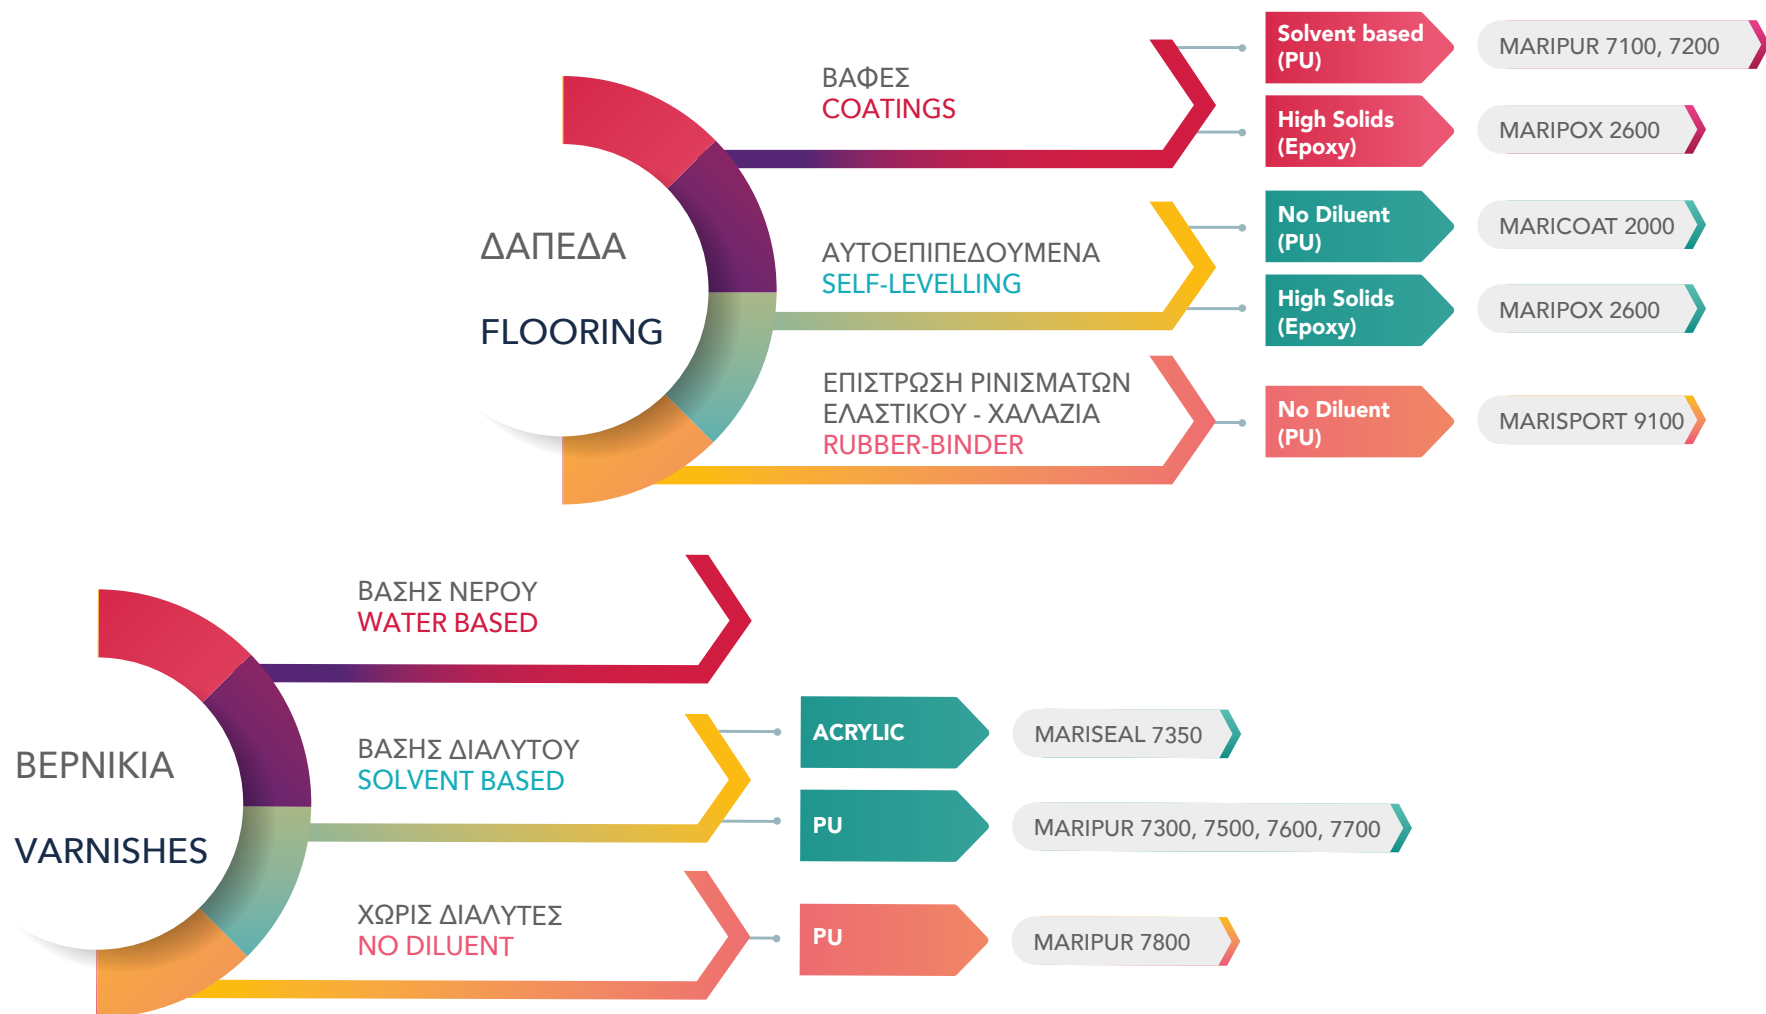 ΔΑΠΕΔΑ
FLOORING
ΒΑΦΕΣ
COATINGS
Solvent based
(PU)
MARIPUR 7100, 7200
High Solids
(Epoxy)
MARIPOX 2600
ΑΥΤΟΕΠΙΠΕΔΟΥΜΕΝΑ
SELF-LEVELLING
No Diluent
(PU)
MARICOAT 2000
High Solids
(Epoxy)
MARIPOX 2600
ΕΠΙΣΤΡΩΣΗ ΡΙΝΙΣΜΑΤΩΝ
ΕΛΑΣΤΙΚΟΥ - ΧΑΛΑΖΙΑ
RUBBER-BINDER
No Diluent
(PU)
MARISPORT 9100
ΒΕΡΝΙΚΙΑ
VARNISHES
ΒΑΣΗΣ ΝΕΡΟΥ
WATER BASED
ΒΑΣΗΣ ΔΙΑΛΥΤΟΥ
SOLVENT BASED
ACRYLIC
MARISEAL 7350
PU
MARIPUR 7300, 7500, 7600, 7700
ΧΩΡΙΣ ΔΙΑΛΥΤΕΣ
NO DILUENT
PU
MARIPUR 7800